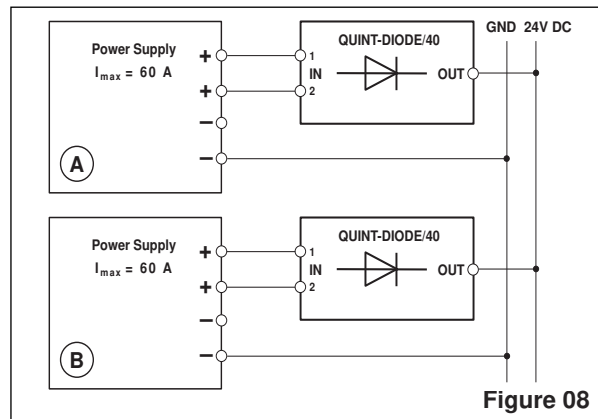 GND 24V DC
Power Supply
Imax = 60 A
+
+
–
–
A
QUINT-DIODE/40
1
IN
2
OUT
Power Supply
Imax = 60 A
+
+
–
–
B
QUINT-DIODE/40
1
IN
2
OUT
Figure 08